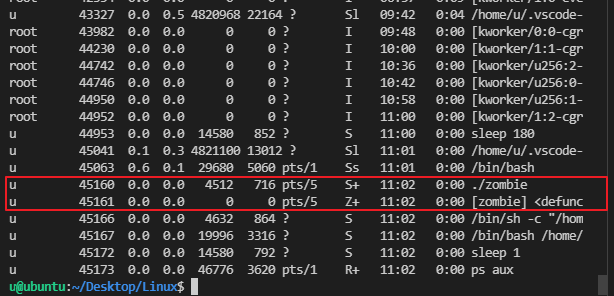 u 43327 0.0 0.5 4820968 22164 ? Sl 09:42 0:04 /home/u/.vscode-
root 43982 0.0 0.0 0 0 ? I 09:48 0:00 [kworker/0:0-cgr
root 44230 0.0 0.0 0 0 ? I 10:00 0:00 [kworker/1:1-cgr
root 44742 0.0 0.0 0 0 ? I 10:36 0:00 [kworker/u256:2-
root 44746 0.0 0.0 0 0 ? I 10:42 0:00 [kworker/u256:0-
root 44950 0.0 0.0 0 0 ? I 10:58 0:00 [kworker/u256:1-
root 44952 0.0 0.0 0 0 ? I 11:00 0:00 [kworker/1:2-cgr
u 44953 0.0 0.0 14580 852 ? S 11:00 0:00 sleep 180
u 45041 0.1 0.3 4821100 13012 ? Sl 11:01 0:00 /home/u/.vscode-
u 45063 0.6 0.1 29680 5060 pts/1 Ss 11:01 0:00 /bin/bash
u 45160 0.0 0.0 4512 716 pts/5 S+ 11:02 0:00 ./zombie
u 45161 0.0 0.0 0 0 pts/5 Z+ 11:02 0:00 [zombie] <defunc
u 45166 0.0 0.0 4632 864 ? S 11:02 0:00 /bin/sh -c "/hom
u 45167 0.0 0.0 19996 3316 ? S 11:02 0:00 /bin/bash /home/
u 45172 0.0 0.0 14580 792 ? S 11:02 0:00 sleep 1
u 45173 0.0 0.0 46776 3620 pts/1 R+ 11:02 0:00 ps aux
u@ubuntu:~/Desktop/Linux$